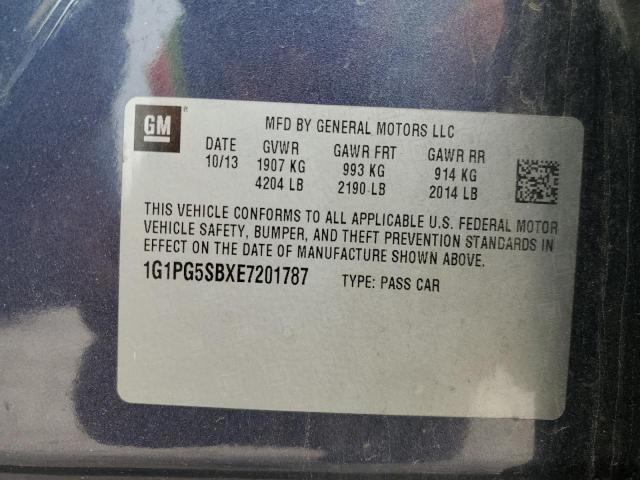 GM ®
MFD BY GENERAL MOTORS LLC
DATE GVWR GAWR FRT GAWR RR
10/13 1907 KG 993 KG 914 KG
4204 LB 2190 LB 2014 LB
THIS VEHICLE CONFORMS TO ALL APPLICABLE U.S. FEDERAL MOTOR
VEHICLE SAFETY, BUMPER, AND THEFT PREVENTION STANDARDS IN
EFFECT ON THE DATE OF MANUFACTURE SHOWN ABOVE.
1G1PG5SBXE7201787 TYPE: PASS CAR